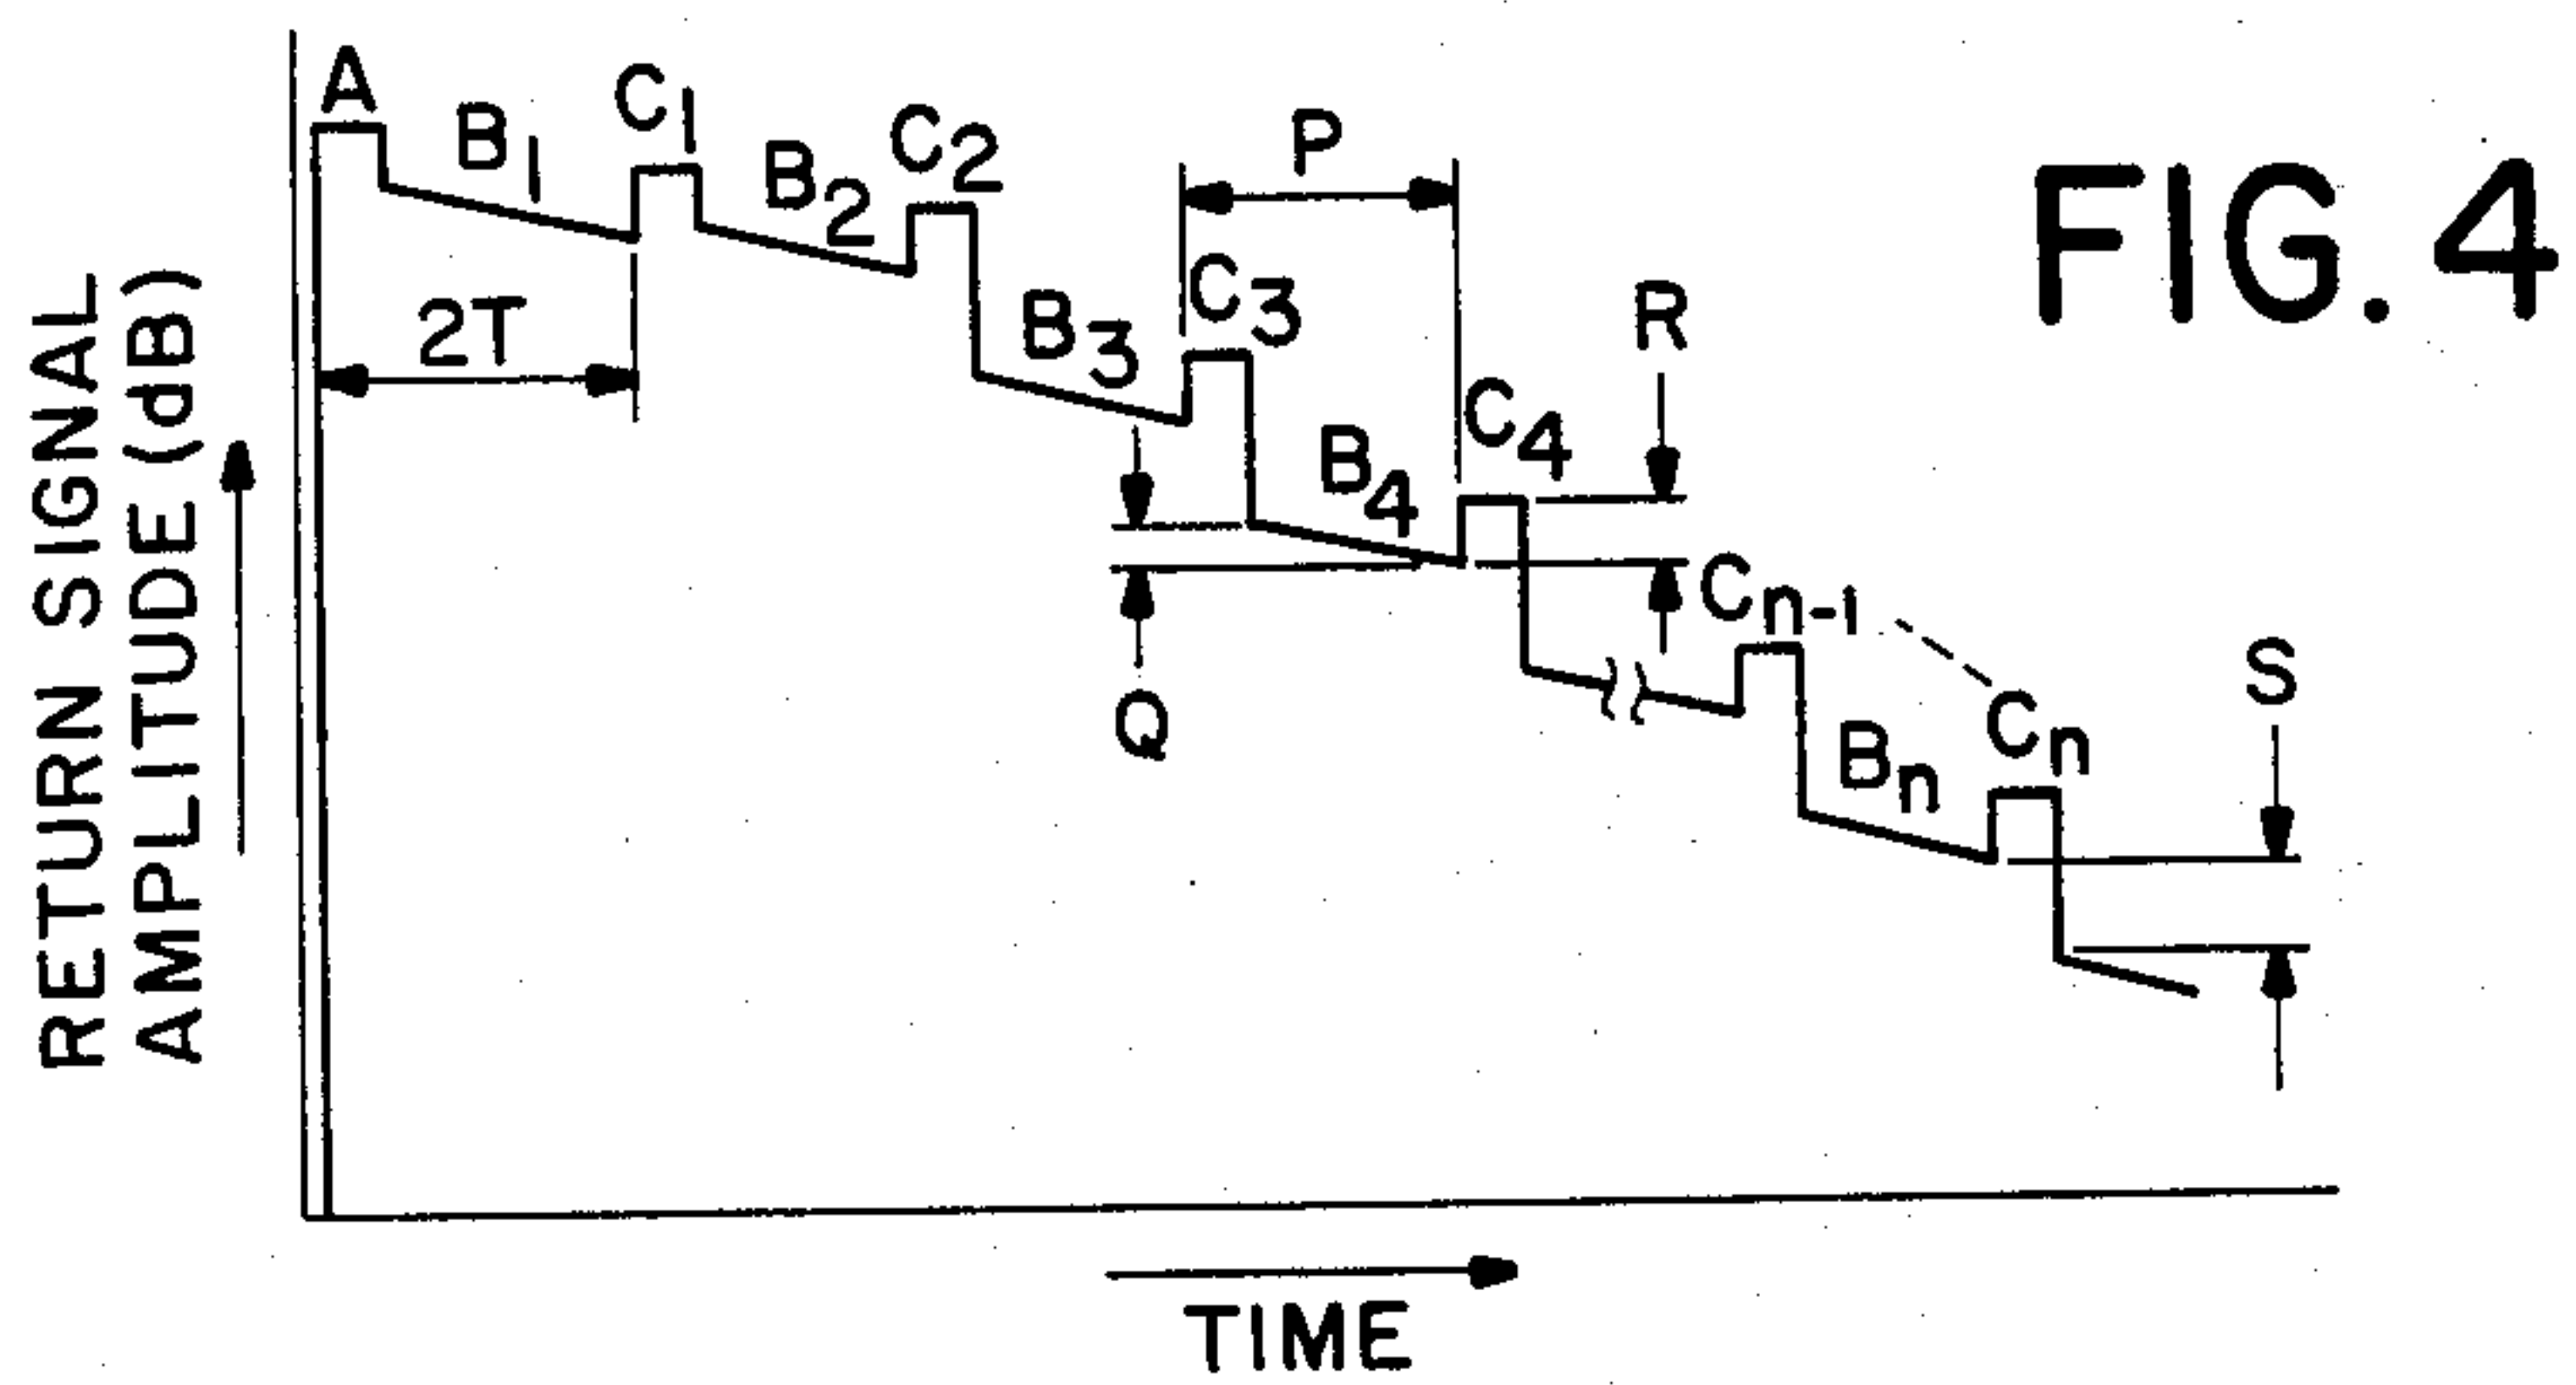 FIG. 4
A
B1
C1
B2
C2
P
2T
B3
C3
R
B4
C4
Q
Cn-1
Bn
Cn
S
RETURN SIGNAL
AMPLITUDE (dB)
TIME